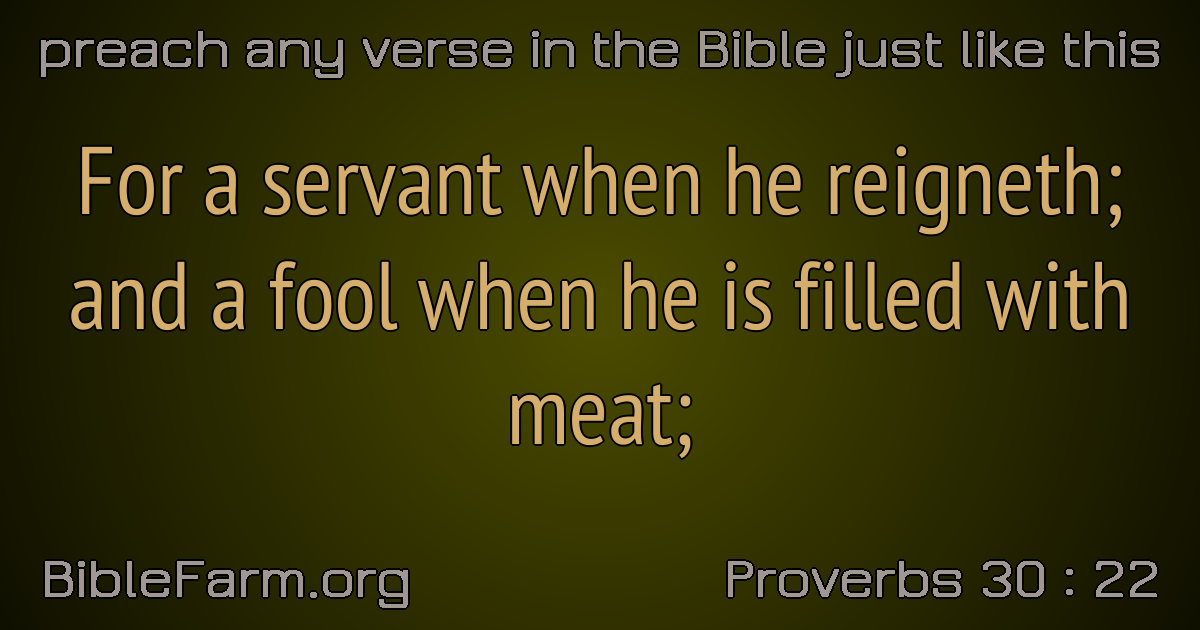 preach any verse in the Bible just like this
For a servant when he reigneth;
and a fool when he is filled with
meat;
BibleFarm.org
Proverbs 30 : 22